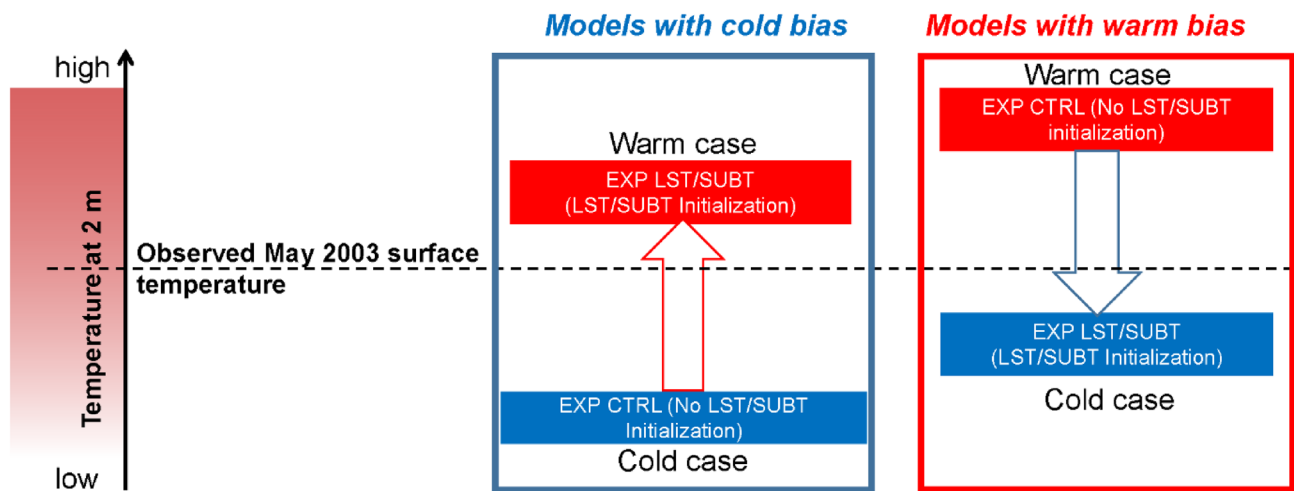 Models with cold bias
Models with warm bias
high
Temperature at 2 m
low
Observed May 2003 surface
temperature
Warm case
EXP LST/SUBT
(LST/SUBT Initialization)
EXP CTRL (No LST/SUBT
Initialization)
Cold case
Warm case
EXP CTRL (No LST/SUBT
initialization)
EXP LST/SUBT
(LST/SUBT Initialization)
Cold case